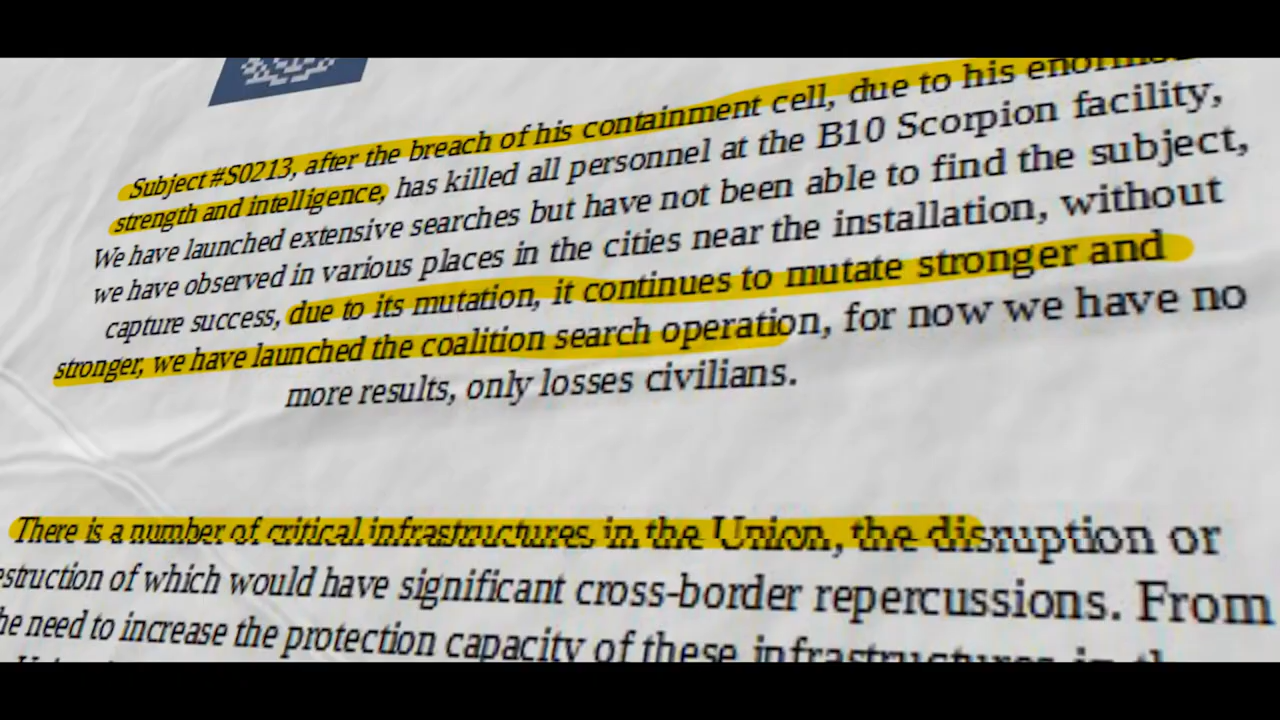 Subject #S0213, after the breach of his containment cell, due to his enormous
strength and intelligence, has killed all personnel at the B10 Scorpion facility,
We have launched extensive searches but have not been able to find the subject,
we have observed in various places in the cities near the installation, without
capture success, due to its mutation, it continues to mutate stronger and
stronger, we have launched the coalition search operation, for now we have no
more results, only losses civilians.
There is a number of critical infrastructures in the Union, the disruption or
estruction of which would have significant cross-border repercussions. From
he need to increase the protection capacity of these infrastructures in th